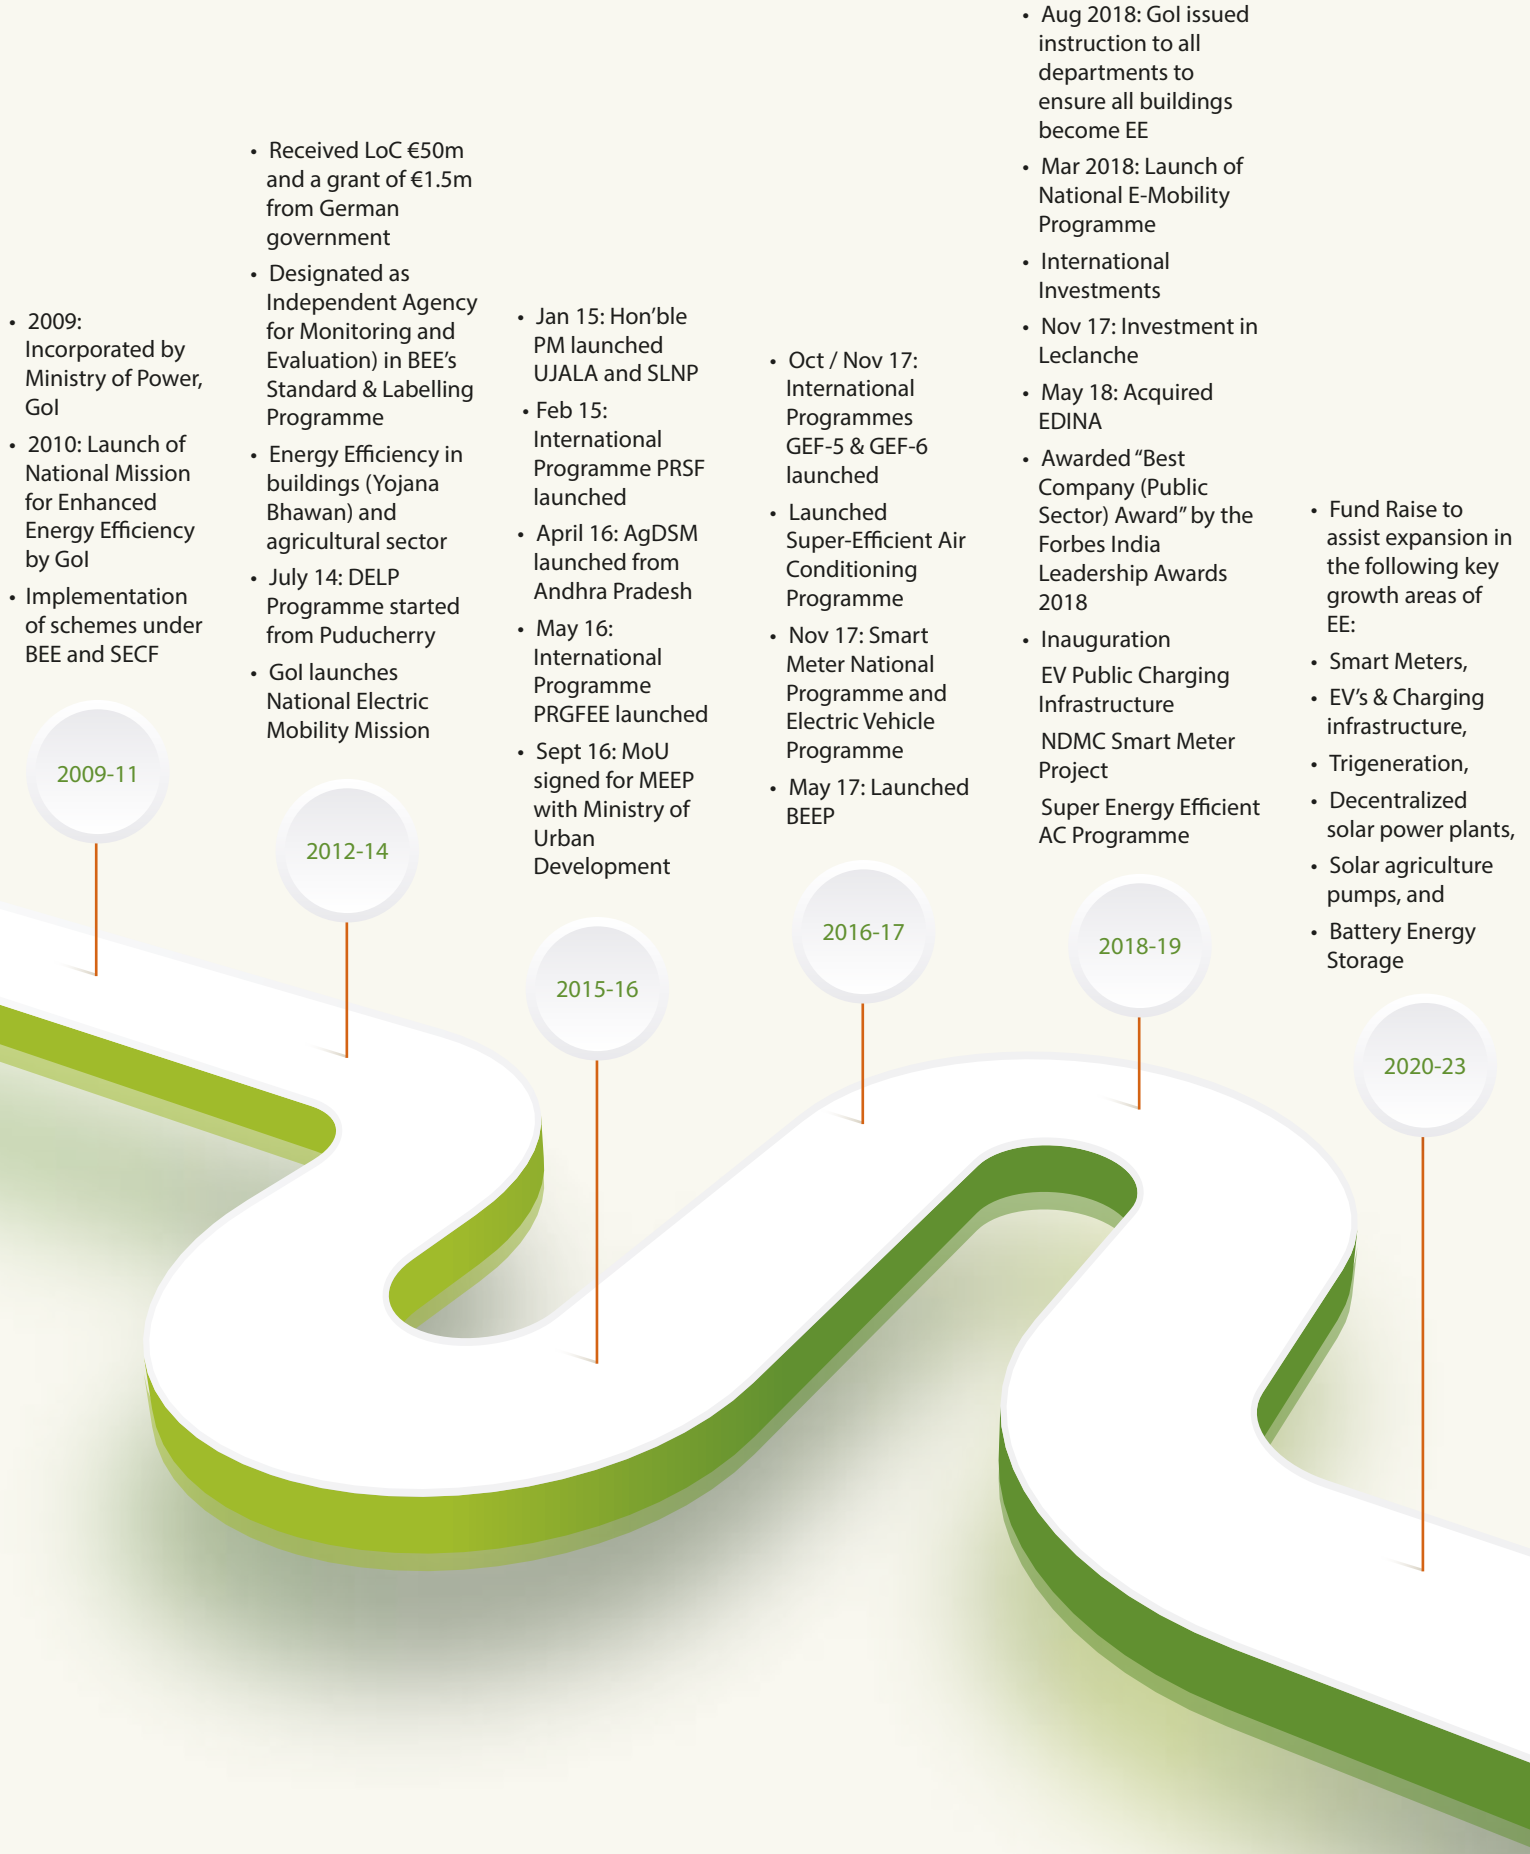 • 2009:
Incorporated by
Ministry of Power,
GoI
• 2010: Launch of
National Mission
for Enhanced
Energy Efficiency
by GoI
• Implementation
of schemes under
BEE and SECF
2009-11
• Received LoC €50m
and a grant of €1.5m
from German
government
• Designated as
Independent Agency
for Monitoring and
Evaluation) in BEE’s
Standard & Labelling
Programme
• Energy Efficiency in
buildings (Yojana
Bhawan) and
agricultural sector
• July 14: DELP
Programme started
from Puducherry
• GoI launches
National Electric
Mobility Mission
2012-14
• Jan 15: Hon’ble
PM launched
UJALA and SLNP
• Feb 15:
International
Programme PRSF
launched
• April 16: AgDSM
launched from
Andhra Pradesh
• May 16:
International
Programme
PRGFEE launched
• Sept 16: MoU
signed for MEEP
with Ministry of
Urban
Development
2015-16
• Oct / Nov 17:
International
Programmes
GEF-5 & GEF-6
launched
• Launched
Super-Efficient Air
Conditioning
Programme
• Nov 17: Smart
Meter National
Programme and
Electric Vehicle
Programme
• May 17: Launched
BEEP
2016-17
• Aug 2018: GoI issued
instruction to all
departments to
ensure all buildings
become EE
• Mar 2018: Launch of
National E-Mobility
Programme
• International
Investments
• Nov 17: Investment in
Leclanche
• May 18: Acquired
EDINA
• Awarded “Best
Company (Public
Sector) Award” by the
Forbes India
Leadership Awards
2018
• Inauguration
EV Public Charging
Infrastructure
NDMC Smart Meter
Project
Super Energy Efficient
AC Programme
2018-19
• Fund Raise to
assist expansion in
the following key
growth areas of
EE:
• Smart Meters,
• EV’s & Charging
infrastructure,
• Trigeneration,
• Decentralized
solar power plants,
• Solar agriculture
pumps, and
• Battery Energy
Storage
2020-23